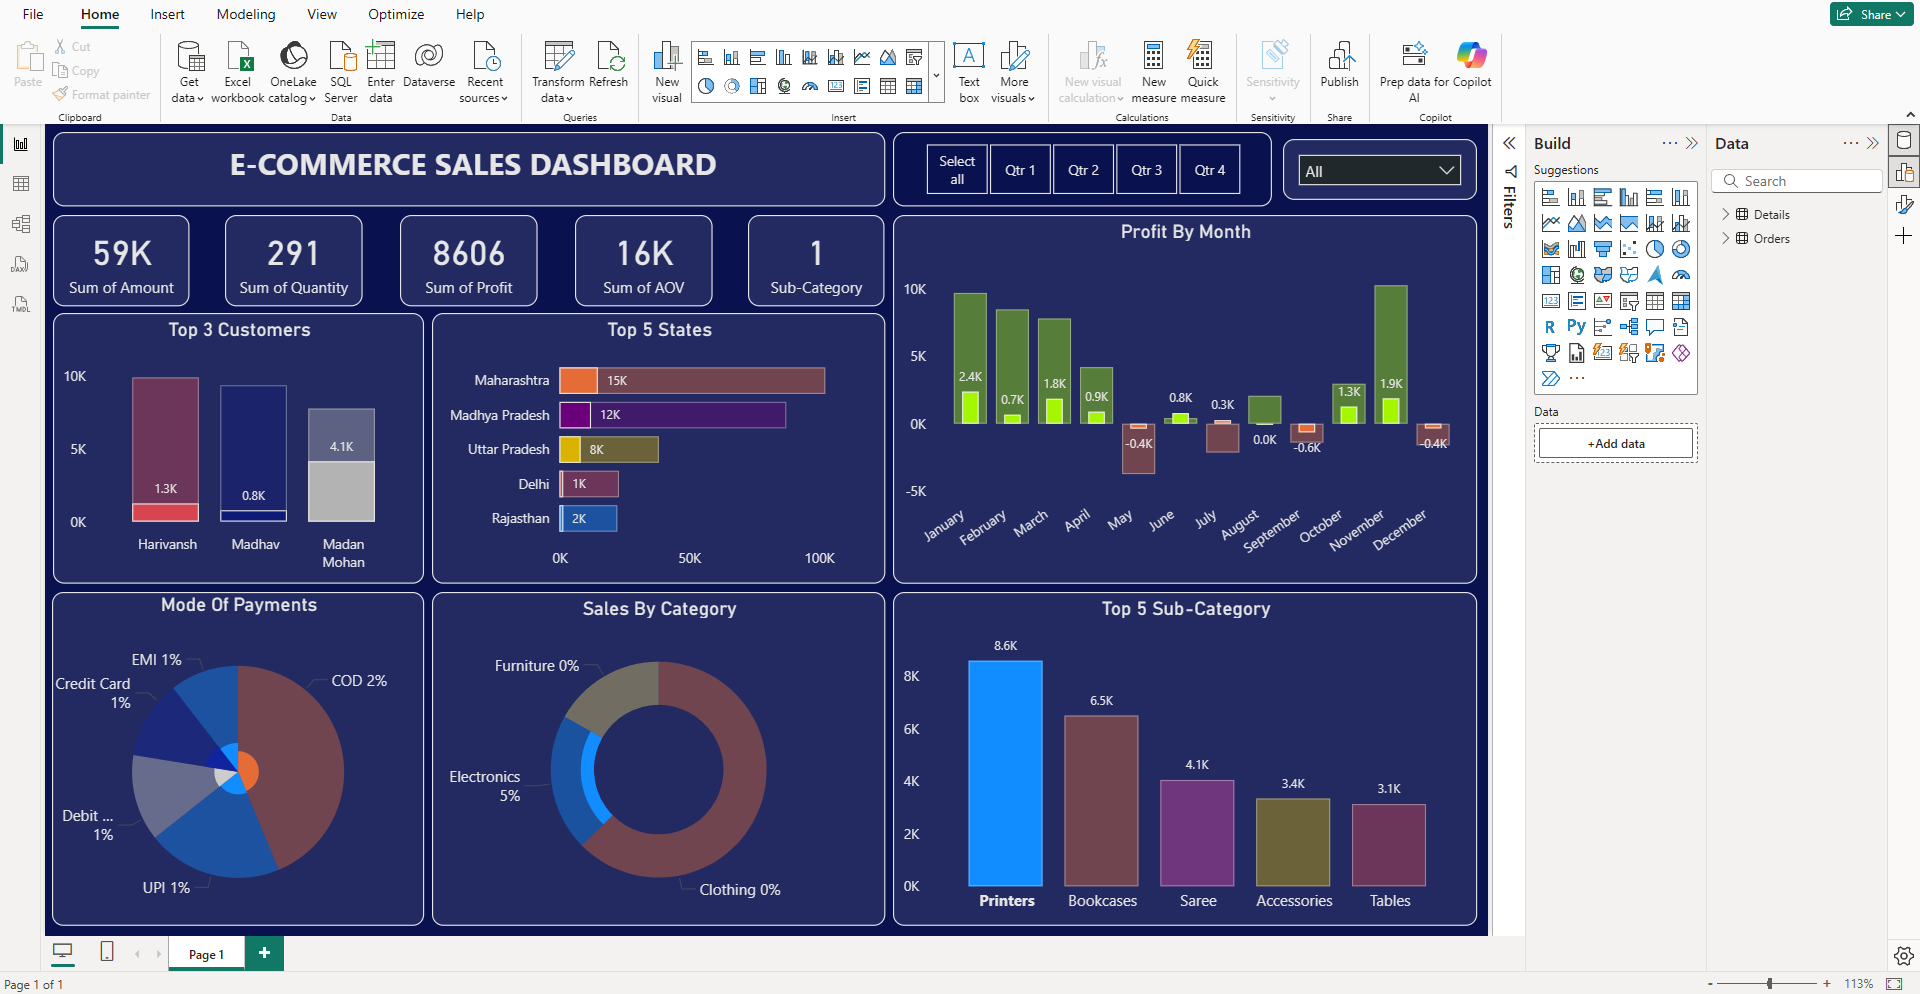 File Home Insert Modeling View Optimize Help
Share
Paste
Cut
Copy
Format painter
Clipboard
Get data
Excel workbook
OneLake catalog
SQL Server
Enter data
Dataverse
Recent sources
Data
Transform data
Refresh
Queries
New visual
Text box
More visuals
Insert
New visual calculation
New measure
Quick measure
Calculations
Sensitivity
Sensitivity
Publish
Share
Prep data for AI
Copilot
Copilot
E-COMMERCE SALES DASHBOARD
Select all
Qtr 1
Qtr 2
Qtr 3
Qtr 4
All
59K
Sum of Amount
291
Sum of Quantity
8606
Sum of Profit
16K
Sum of AOV
1
Sub-Category
Top 3 Customers
10K
5K
0K
1.3K
0.8K
4.1K
Harivansh
Madhav
Madan
Mohan
Top 5 States
Maharashtra 15K
Madhya Pradesh 12K
Uttar Pradesh 8K
Delhi 1K
Rajasthan 2K
0K 50K 100K
Profit By Month
10K
5K
0K
-5K
2.4K
0.7K
1.8K
0.9K
-0.4K
0.8K
0.3K
0.0K
-0.6K
1.3K
1.9K
-0.4K
January
February
March
April
May
June
July
August
September
October
November
December
Mode Of Payments
EMI 1%
COD 2%
Credit Card
1%
Debit ...
1%
UPI 1%
Sales By Category
Furniture 0%
Electronics
5%
Clothing 0%
Top 5 Sub-Category
8K
6K
4K
2K
0K
8.6K
6.5K
4.1K
3.4K
3.1K
Printers
Bookcases
Saree
Accessories
Tables
Filters
Build
Suggestions
123
R
Py
Data
+Add data
Data
Search
Details
Orders
DAX
TMDL
Page 1
+
Page 1 of 1
- + 113%